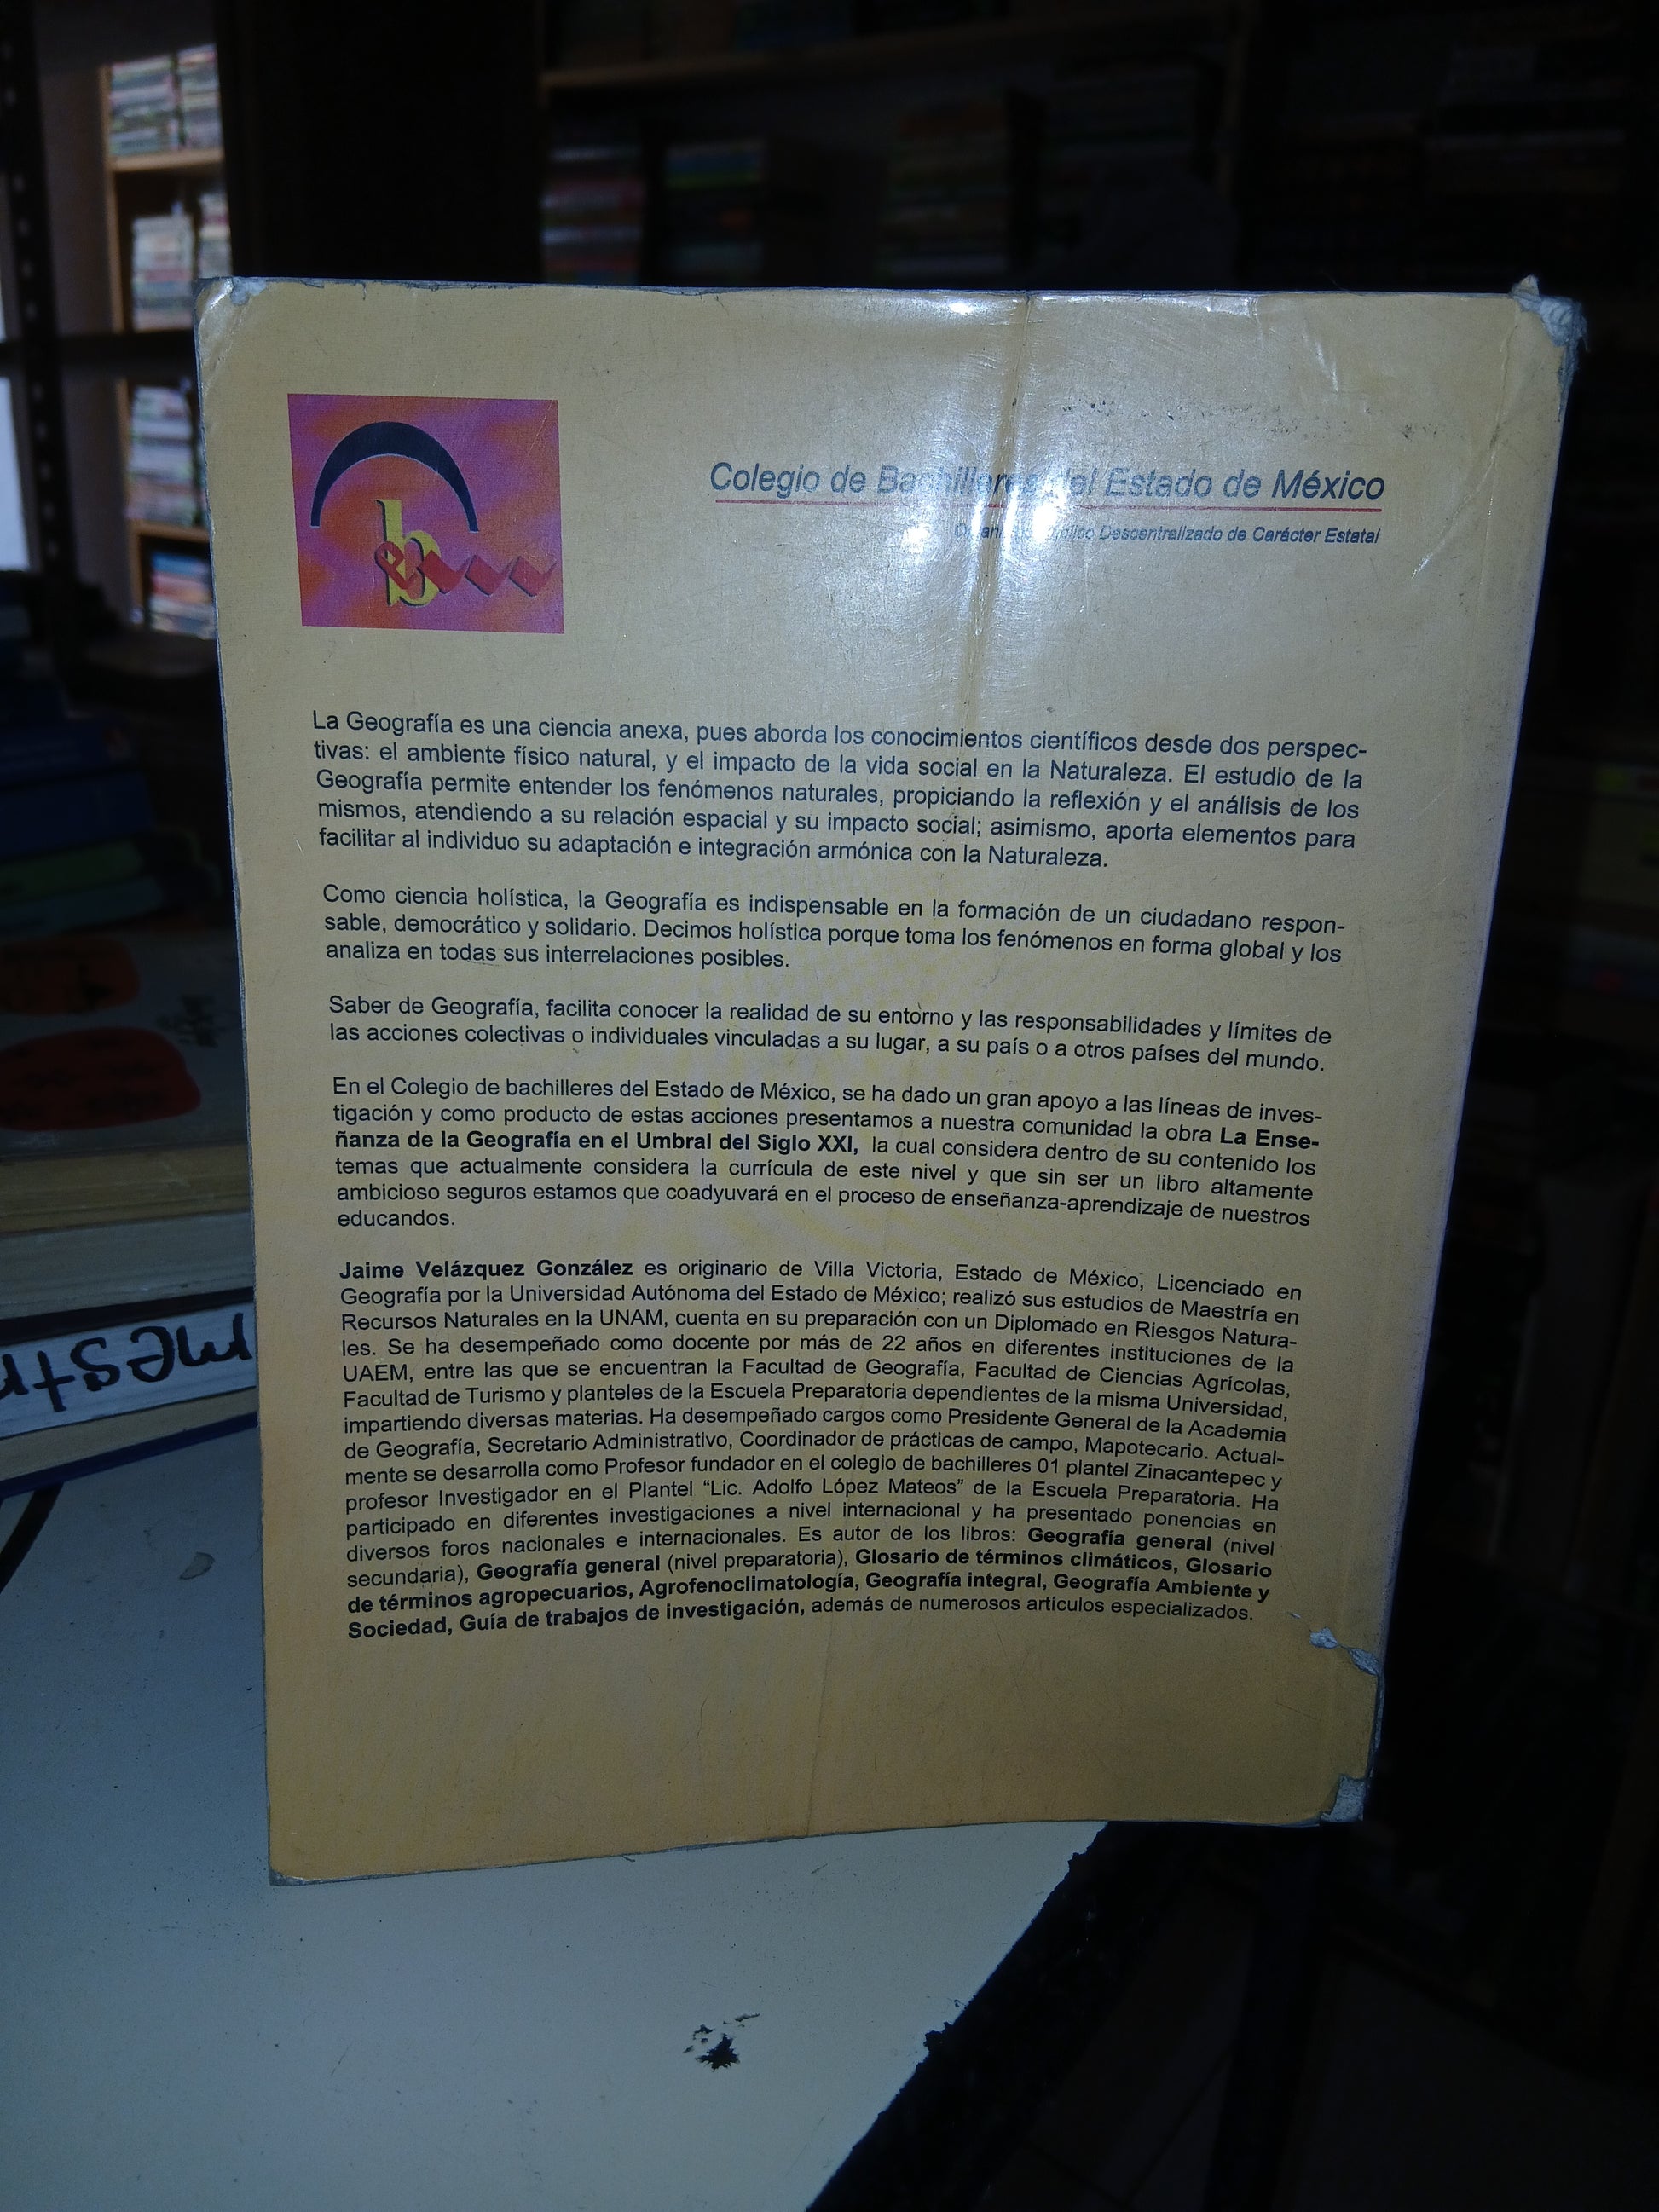 Colegio de Bachilleres del Estado de México
Descentralizado de Carácter Estatal
b
La Geografía es una ciencia anexa, pues aborda los conocimientos científicos desde dos perspec-
tivas: el ambiente físico natural, y el impacto de la vida social en la Naturaleza. El estudio de la
Geografía permite entender los fenómenos naturales, propiciando la reflexión y el análisis de los
mismos, atendiendo a su relación espacial y su impacto social; asimismo, aporta elementos para
facilitar al individuo su adaptación e integración armónica con la Naturaleza.
Como ciencia holística, la Geografía es indispensable en la formación de un ciudadano respon-
sable, democrático y solidario. Decimos holística porque toma los fenómenos en forma global y los
analiza en todas sus interrelaciones posibles.
Saber de Geografía, facilita conocer la realidad de su entorno y las responsabilidades y límites de
las acciones colectivas o individuales vinculadas a su lugar, a su país o a otros países del mundo.
En el Colegio de bachilleres del Estado de México, se ha dado un gran apoyo a las líneas de inves-
tigación y como producto de estas acciones presentamos a nuestra comunidad la obra La Ense-
ñanza de la Geografía en el Umbral del Siglo XXI, la cual considera dentro de su contenido los
temas que actualmente considera la currícula de este nivel y que sin ser un libro altamente
ambicioso seguros estamos que coadyuvará en el proceso de enseñanza-aprendizaje de nuestros
educandos.
Jaime Velázquez González es originario de Villa Victoria, Estado de México, Licenciado en
Geografía por la Universidad Autónoma del Estado de México; realizó sus estudios de Maestría en
Recursos Naturales en la UNAM, cuenta en su preparación con un Diplomado en Riesgos Natura-
les. Se ha desempeñado como docente por más de 22 años en diferentes instituciones de la
UAEM, entre las que se encuentran la Facultad de Geografía, Facultad de Ciencias Agrícolas,
Facultad de Turismo y planteles de la Escuela Preparatoria dependientes de la misma Universidad,
impartiendo diversas materias. Ha desempeñado cargos como Presidente General de la Academia
de Geografía, Secretario Administrativo, Coordinador de prácticas de campo, Mapotecario. Actual-
mente se desarrolla como Profesor fundador en el colegio de bachilleres 01 plantel Zinacantepec y
profesor Investigador en el Plantel “Lic. Adolfo López Mateos” de la Escuela Preparatoria. Ha
participado en diferentes investigaciones a nivel internacional y ha presentado ponencias en
diversos foros nacionales e internacionales. Es autor de los libros: Geografía general (nivel
secundaria), Geografía general (nivel preparatoria), Glosario de términos climáticos, Glosario
de términos agropecuarios, Agrofenoclimatología, Geografía integral, Geografía Ambiente y
Sociedad, Guía de trabajos de investigación, además de numerosos artículos especializados.